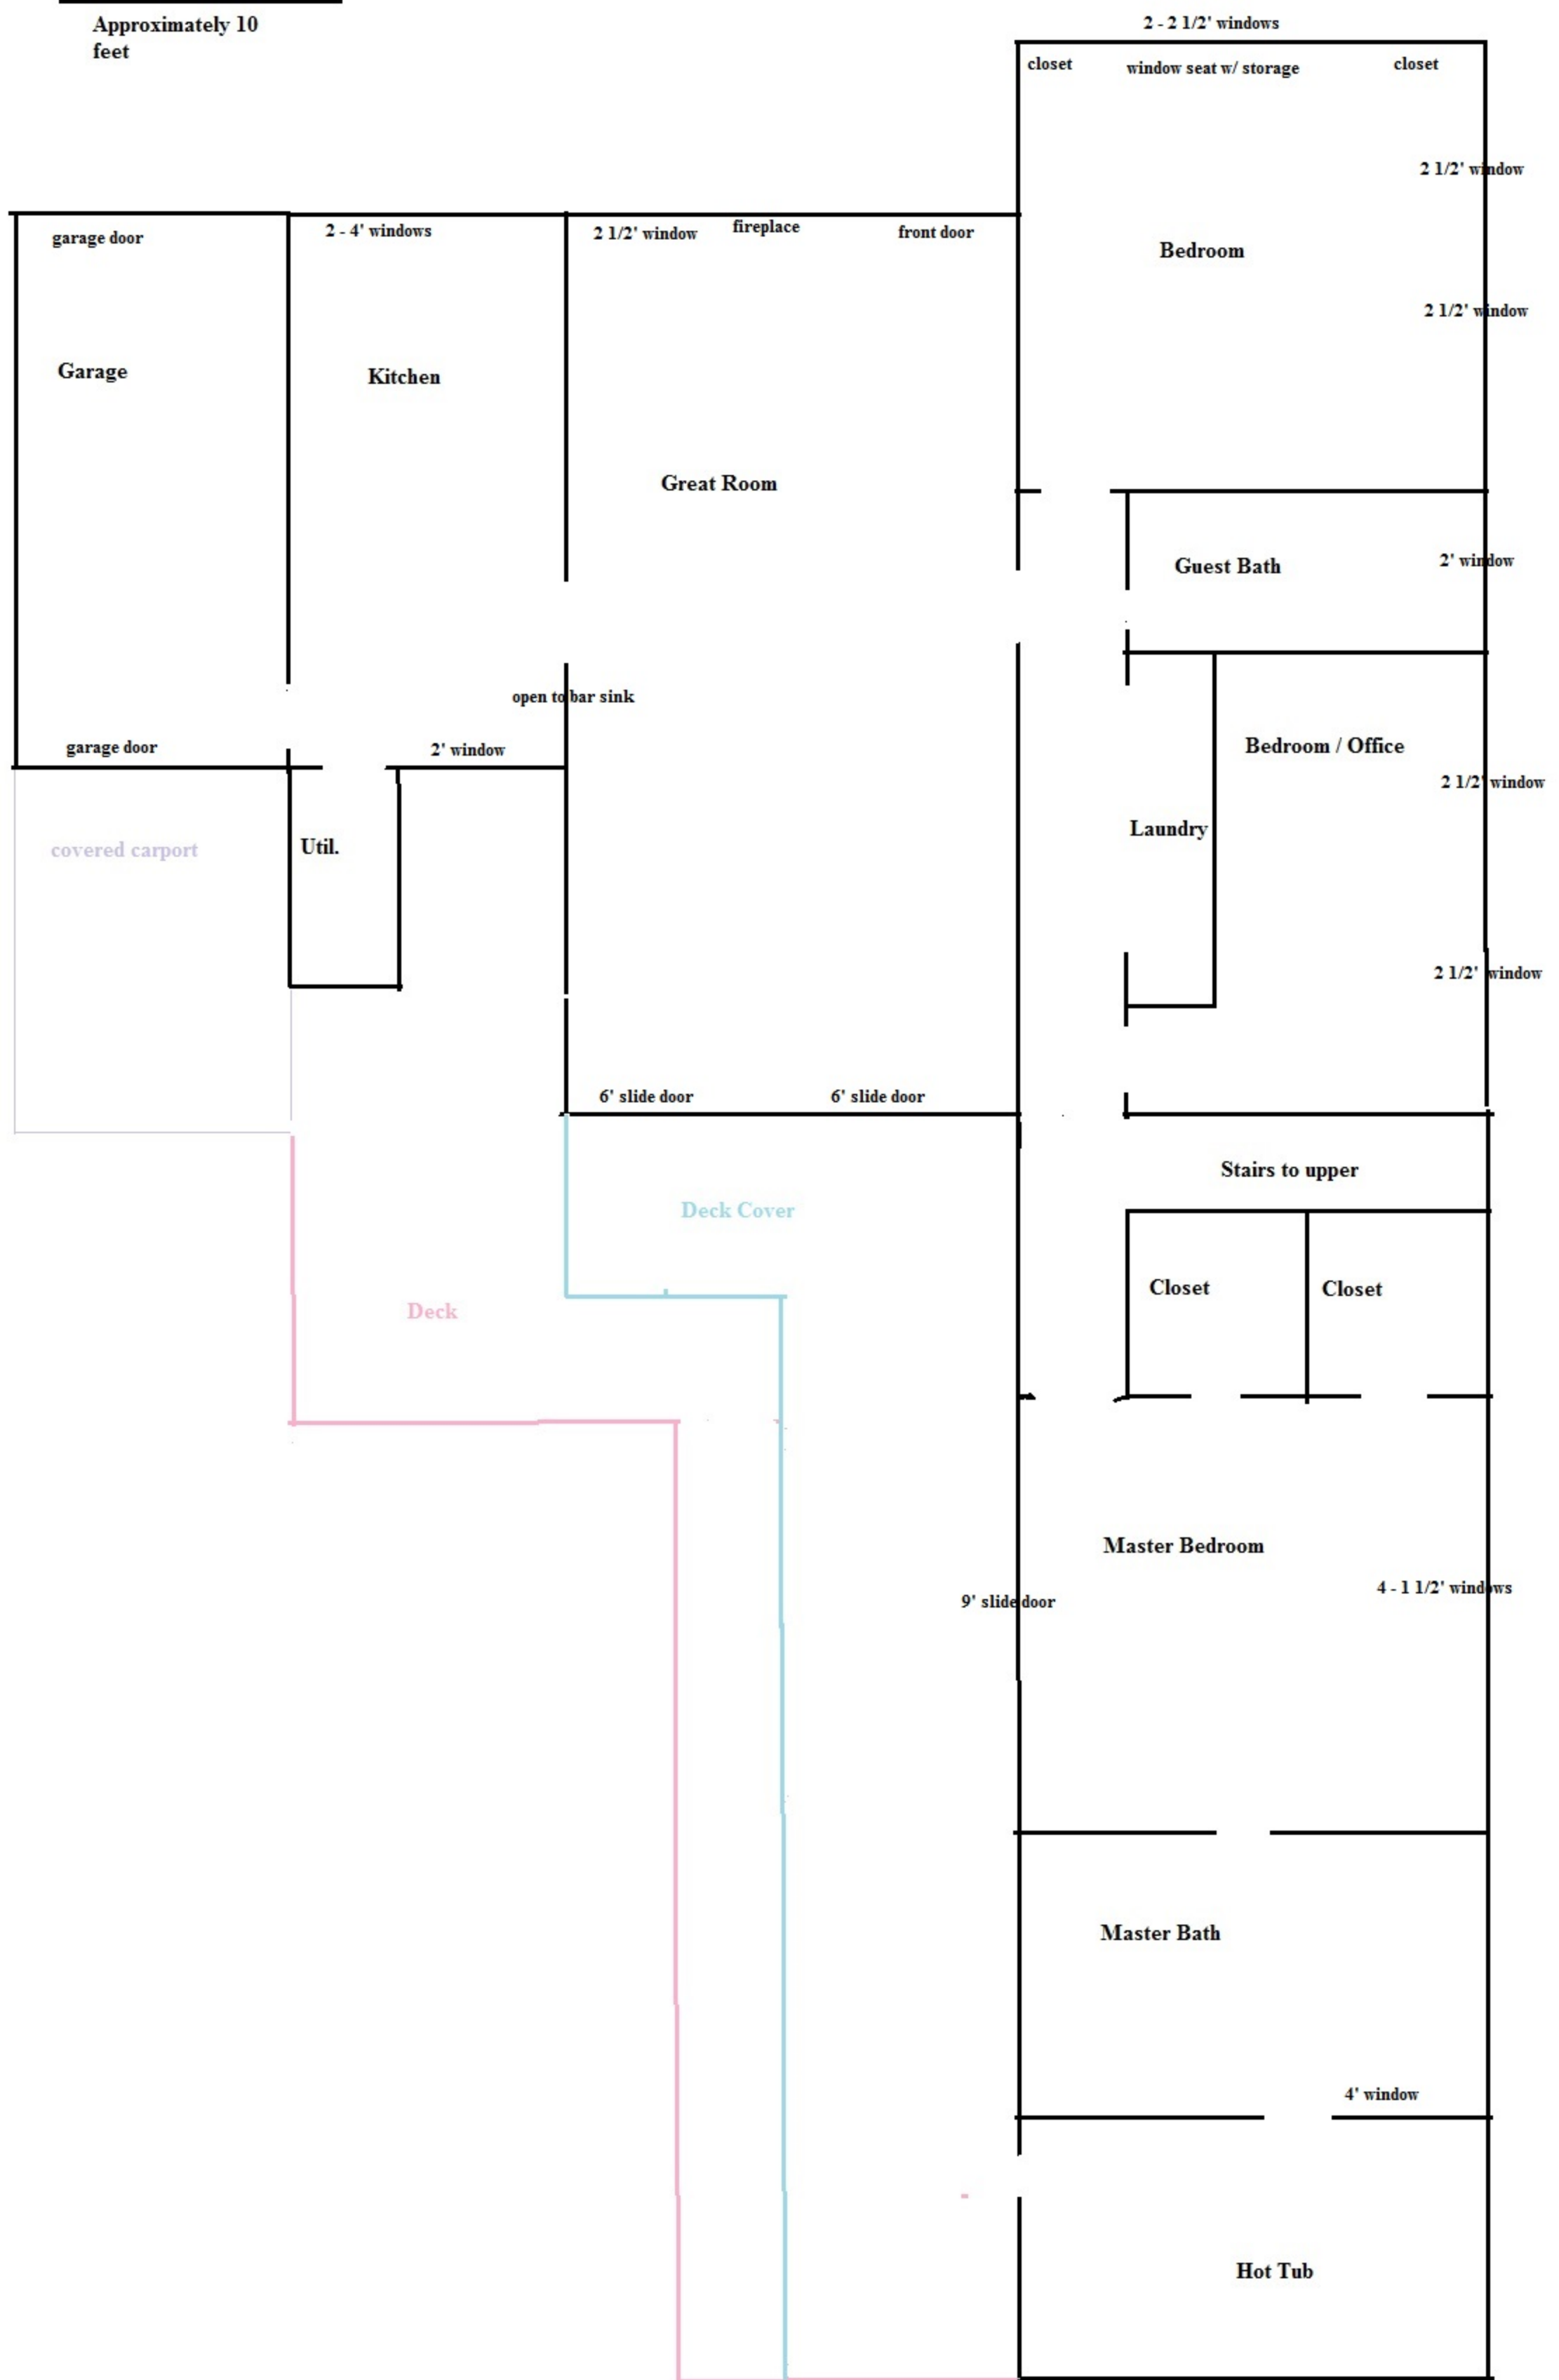 Approximately 10
feet
2 - 2 1/2' windows
closet
window seat w/ storage
closet
2 1/2' window
garage door
2 - 4' windows
2 1/2' window
fireplace
front door
Bedroom
2 1/2' window
Garage
Kitchen
Great Room
Guest Bath
2' window
open to bar sink
garage door
2' window
Bedroom / Office
2 1/2' window
covered carport
Util.
Laundry
2 1/2' window
6' slide door
6' slide door
Stairs to upper
Deck Cover
Closet
Closet
Deck
Master Bedroom
9' slide door
4 - 1 1/2' windows
Master Bath
4' window
Hot Tub